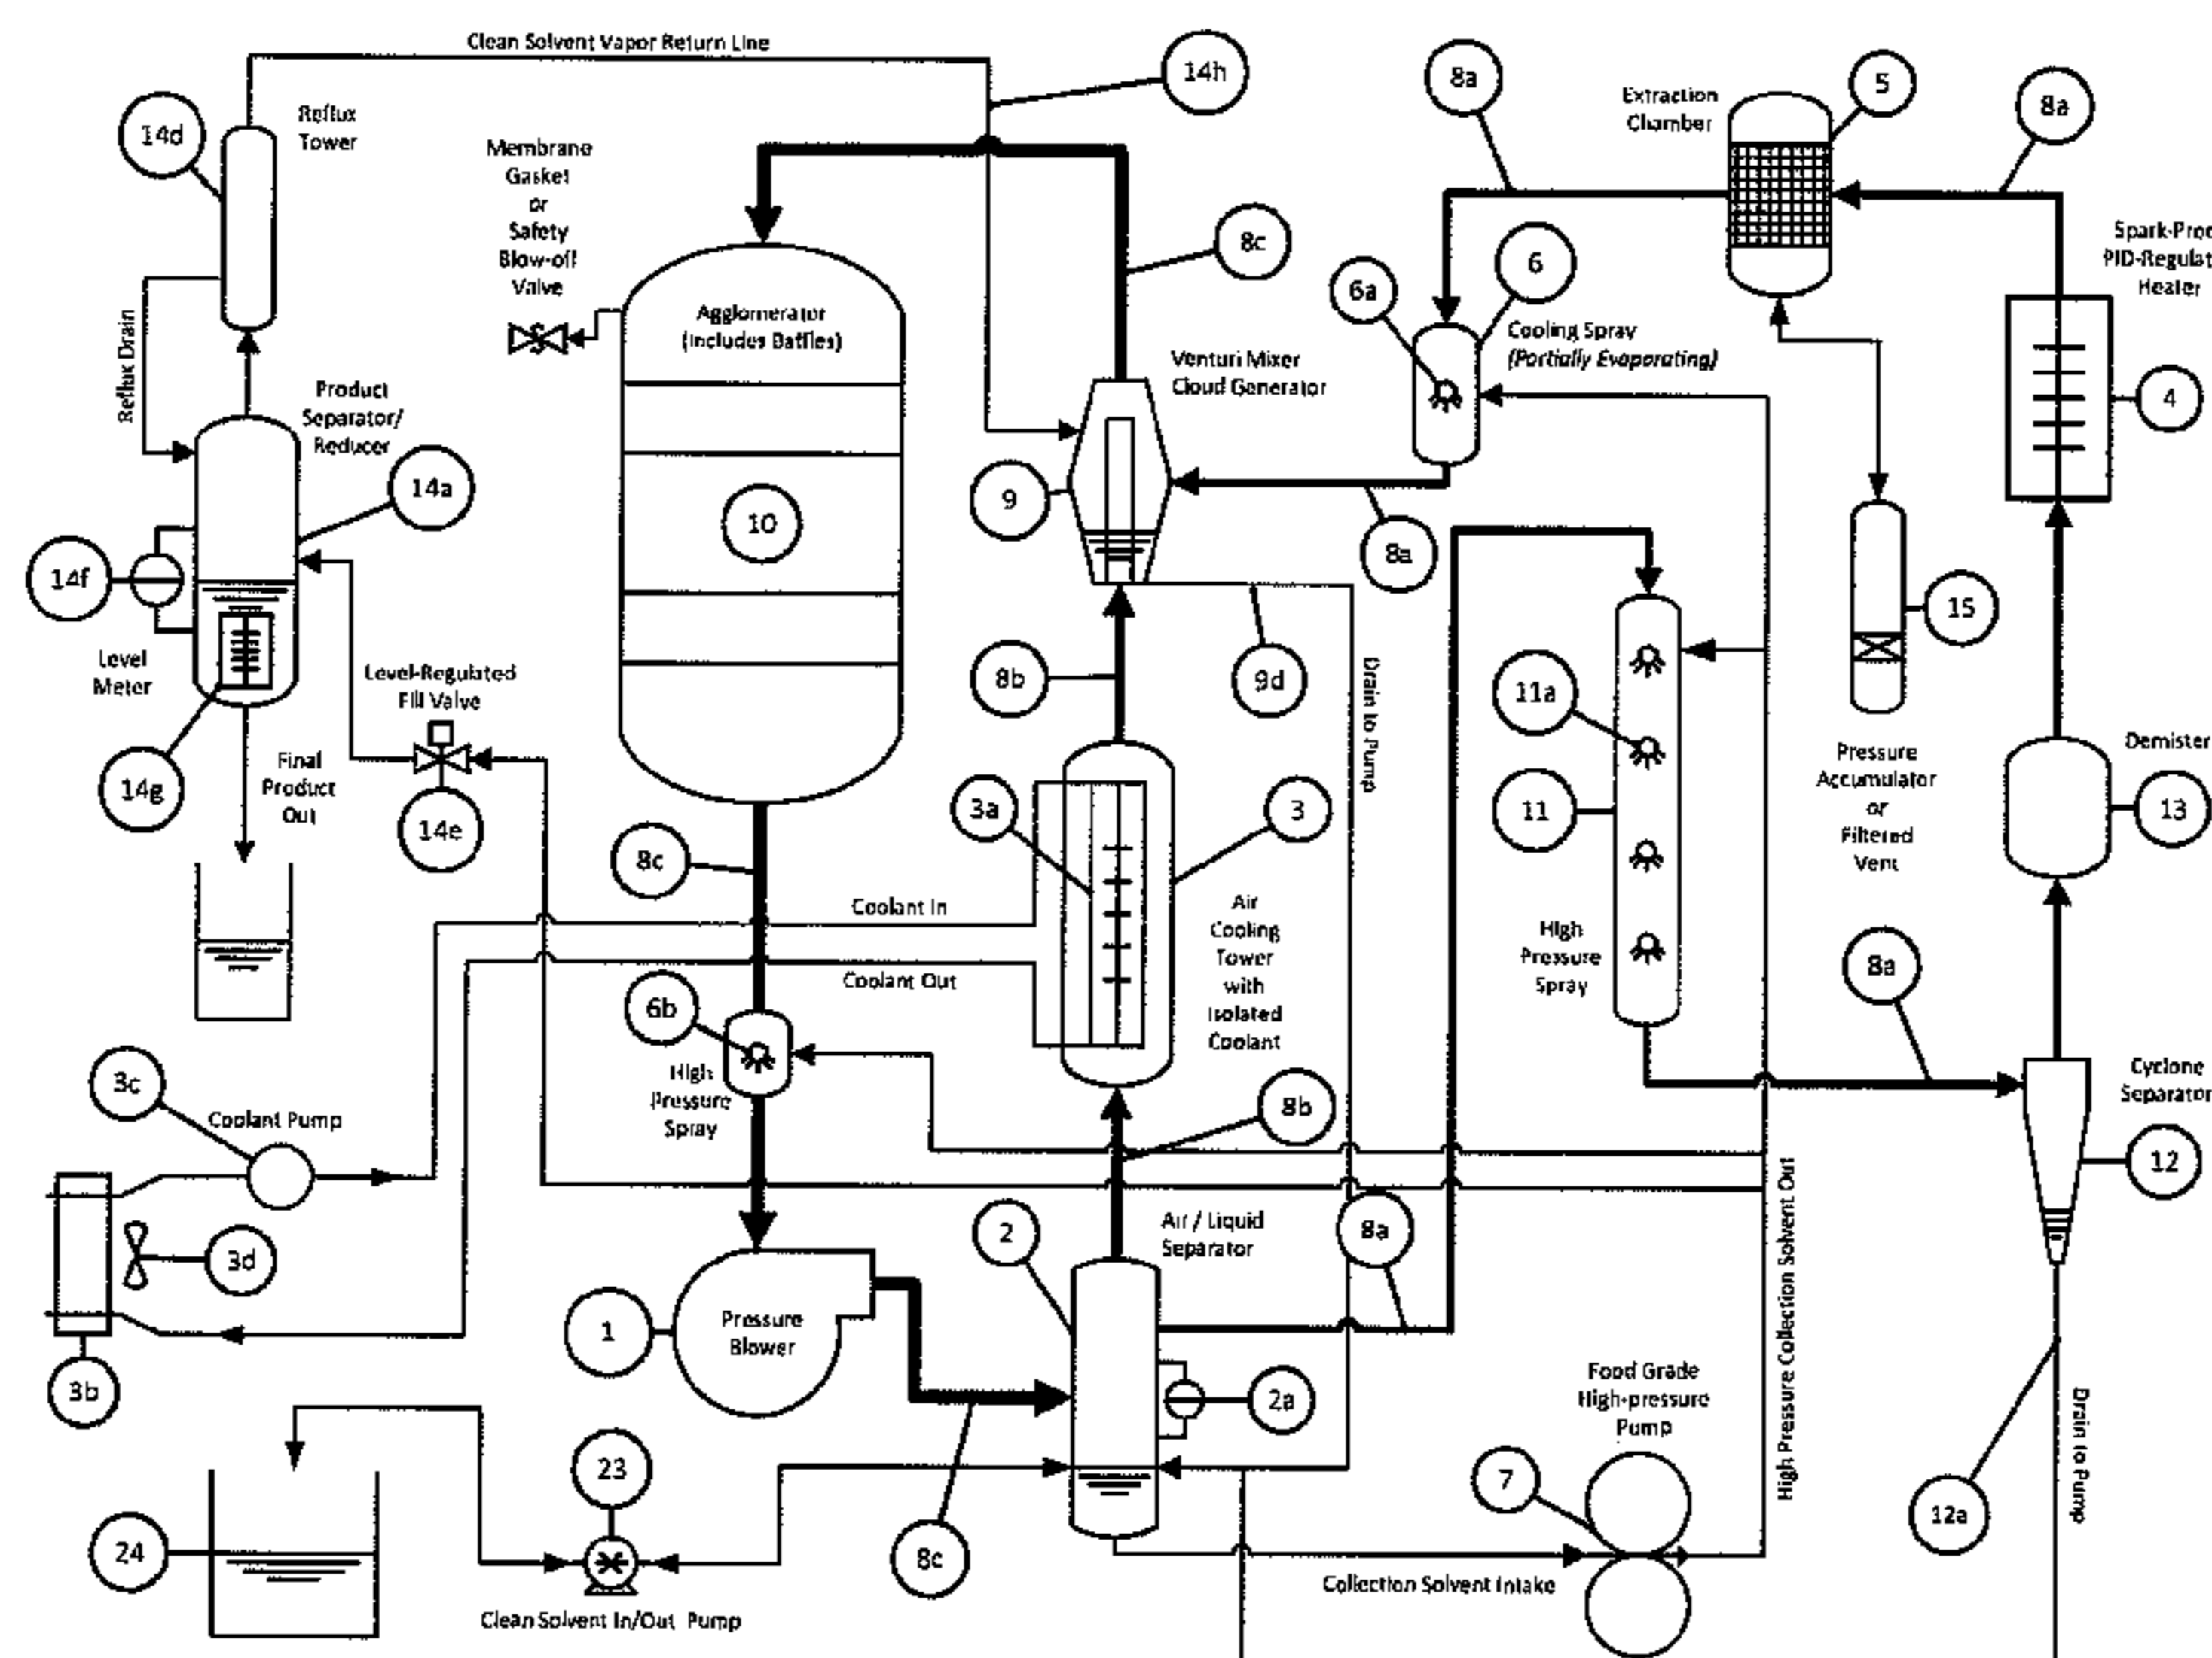 Clean Solvent Vapor Return Line
14h
8a
5
8a
Extraction
Chamber
14d
Reflux
Tower
Membrane
Gasket
or
Safety
Blow-off
Valve
8c
6
6a
Spark-Proo
PID-Regulat
Heater
Agglomerator
(Includes Baffles)
Cooling Spray
(Partially Evaporating)
Venturi Mixer
Cloud Generator
Reflux Drain
Product
Separator/
Reducer
4
14a
9
10
8a
14f
15
Level
Meter
Level-Regulated
Fill Valve
8b
9d
Drain to Pump
11a
Pressure
Accumulator
or
Filtered
Vent
Demister
13
14g
Final
Product
Out
14e
3a
3
11
8c
Coolant In
Coolant Out
Air
Cooling
Tower
with
Isolated
Coolant
High
Pressure
Spray
8a
6b
High
Pressure
Spray
3c
Coolant Pump
8b
Cyclone
Separator
12
3d
2
Air / Liquid
Separator
8a
High Pressure Collection Solvent Out
1
Pressure
Blower
3b
2a
Food Grade
High-pressure
Pump
Drain to Pump
23
7
12a
24
8c
Collection Solvent Intake
Clean Solvent In/Out Pump